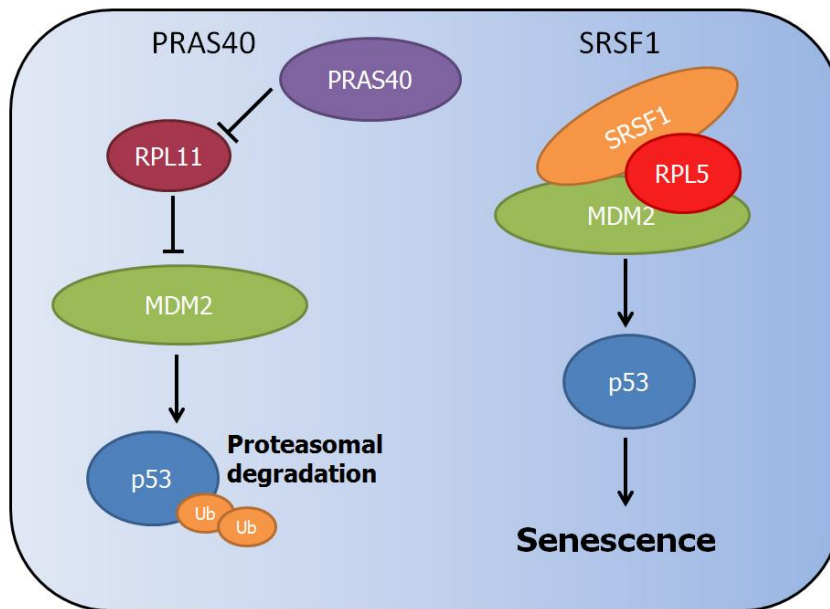 PRAS40
PRAS40
RPL11
MDM2
p53
Ub
Ub
Proteasomal
degradation
SRSF1
SRSF1
RPL5
MDM2
p53
Senescence